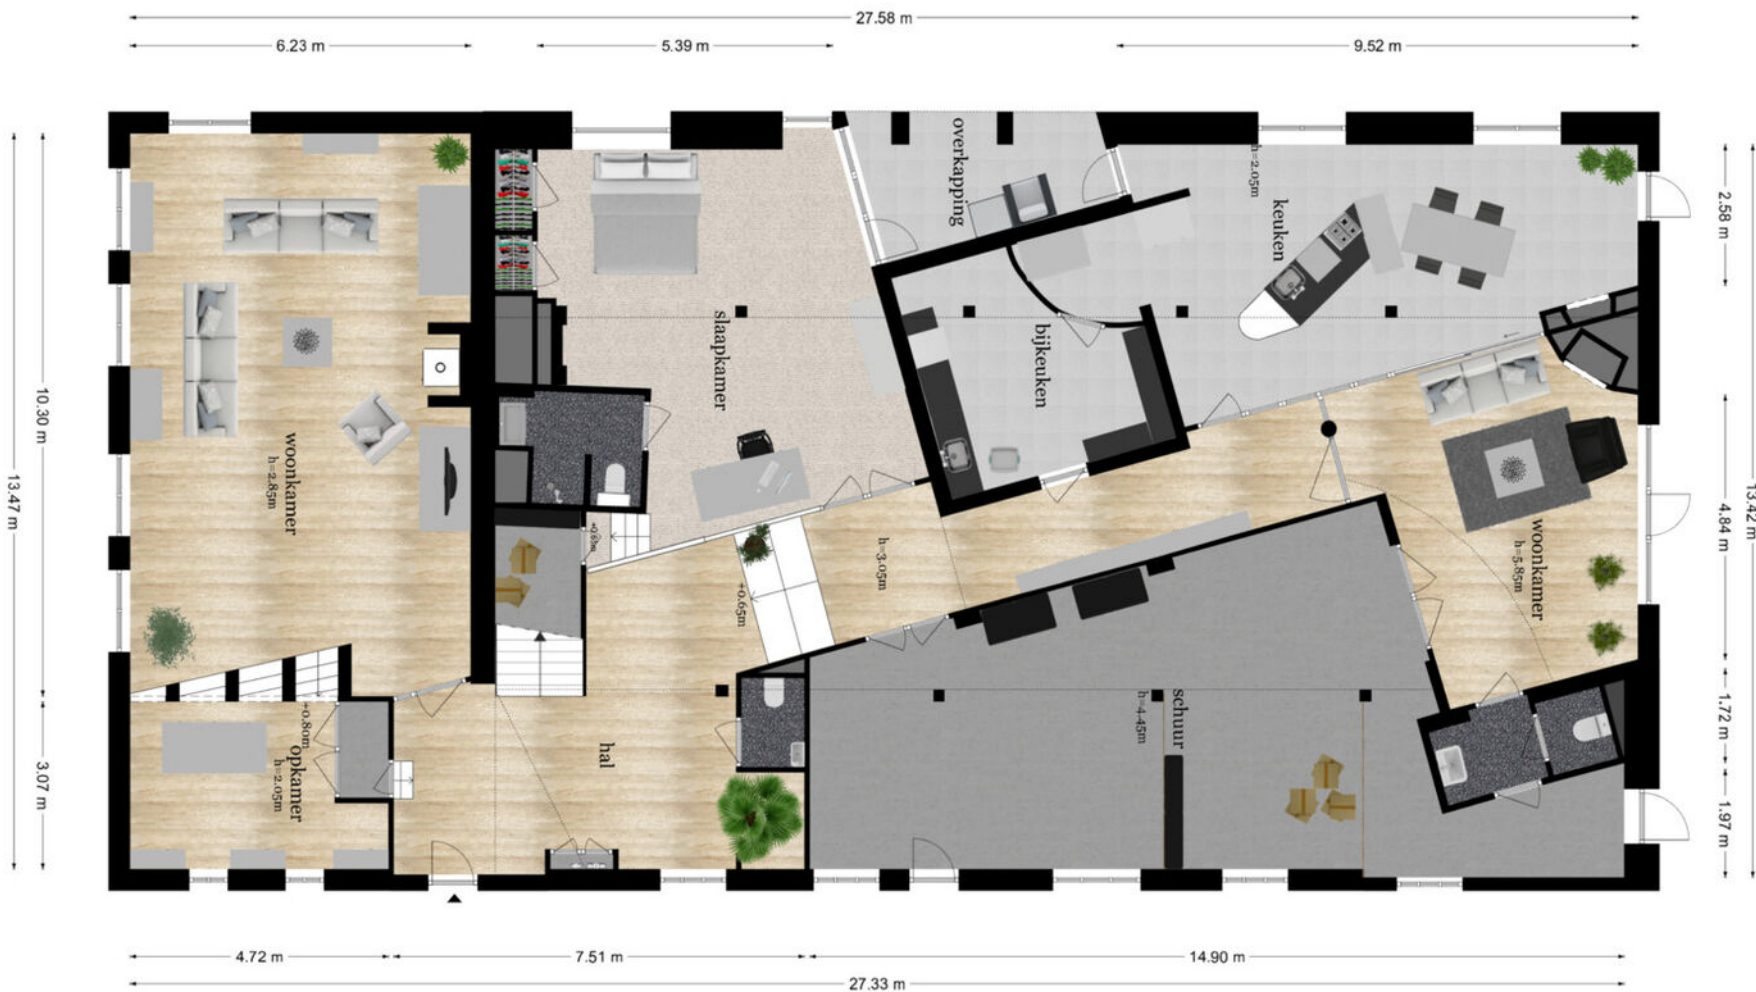 27.58 m
6.23 m
5.39 m
9.52 m
13.47 m
10.30 m
3.07 m
2.58 m
4.84 m
1.72 m
1.97 m
13.42 m
overkapping
h=2.05m
keuken
slaapkamer
bijkeuken
woonkamer
h=2.85m
+0.63m
+0.65m
h=3.05m
woonkamer
h=5.85m
+0.80m
opkamer
h=2.05m
hal
schuur
h=4.45m
4.72 m
7.51 m
14.90 m
27.33 m